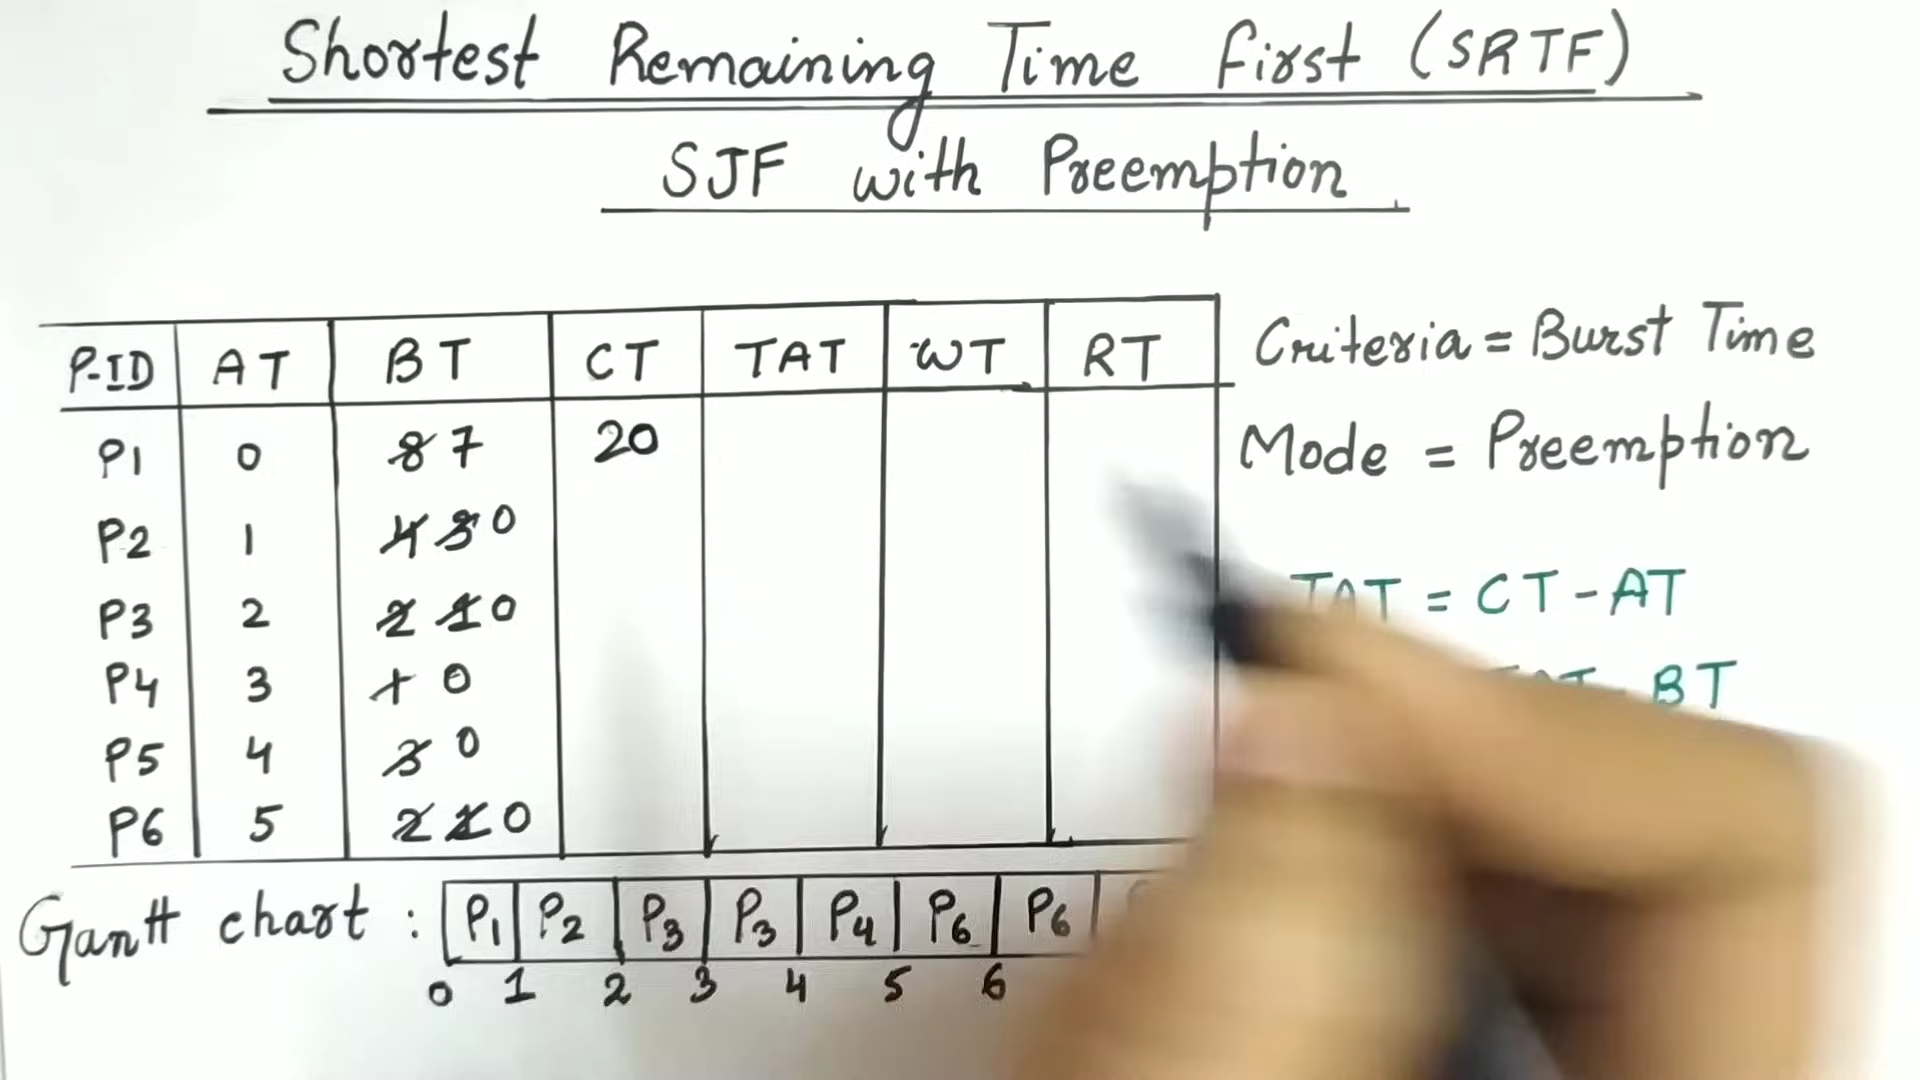 Shortest Remaining Time First (SRTF)
SJF with Preemption
P-ID AT BT CT TAT WT RT
Criteria = Burst Time
P1 0 8 7 20
Mode = Preemption
P2 1 4 3 0
TAT = CT - AT
P3 2 2 1 0
P4 3 1 0
BT
P5 4 3 0
P6 5 2 1 0
Gantt chart : P1 P2 P3 P3 P4 P6 P6
0 1 2 3 4 5 6